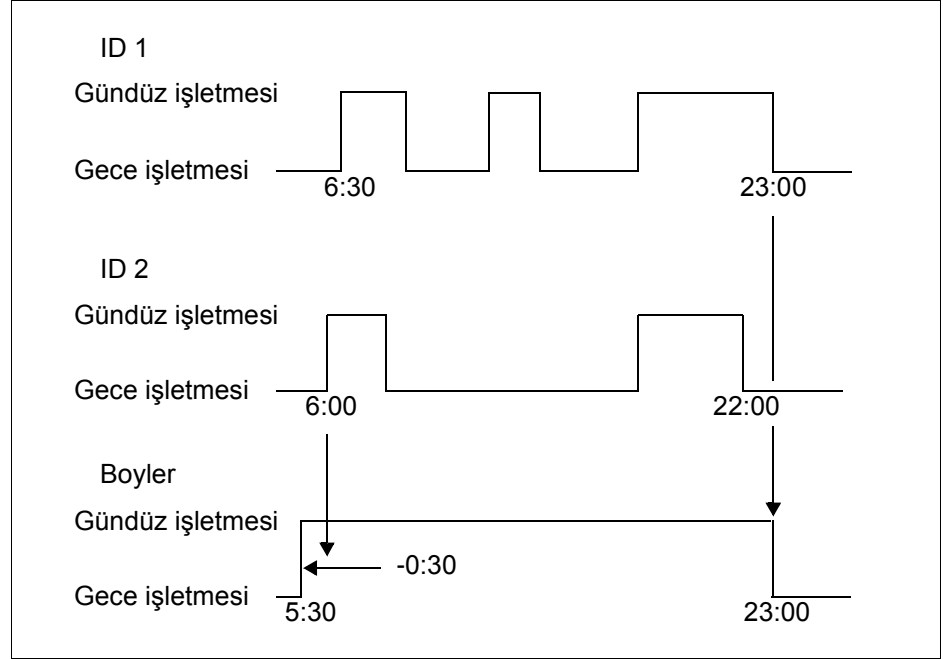 ID 1
Gündüz işletmesi
Gece işletmesi
6:30
23:00
ID 2
Gündüz işletmesi
Gece işletmesi
6:00
22:00
Boyler
Gündüz işletmesi
-0:30
Gece işletmesi
5:30
23:00